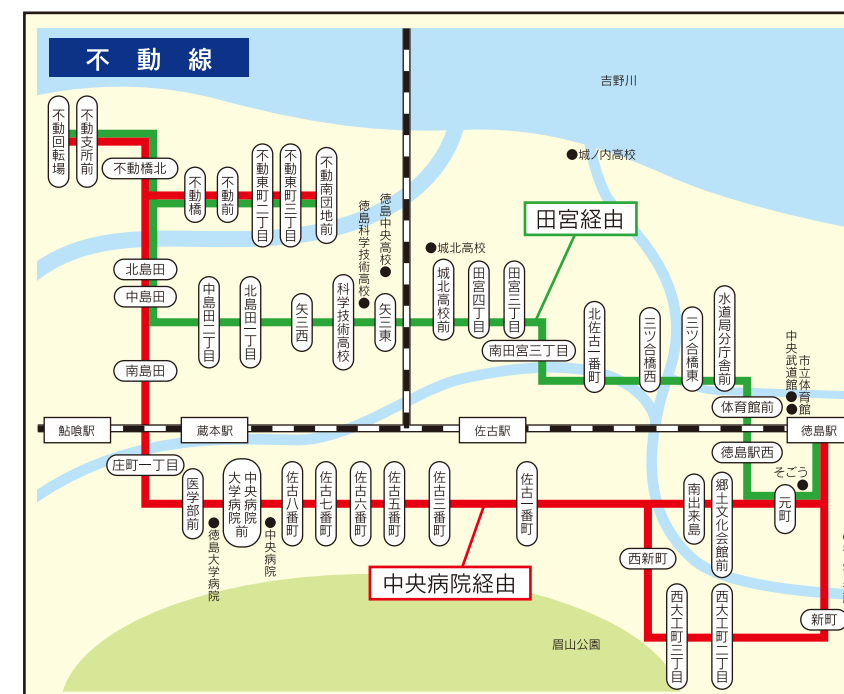 不動線
吉野川
城ノ内高校
不動回転場
不動支所前
不動橋北
不動橋
不動前
不動東町二丁目
不動東町三丁目
不動南団地前
徳島中央高校
徳島科学技術高校
田宮経由
城北高校
北島田
中島田
中島田二丁目
北島田一丁目
矢三西
科学技術高校
矢三東
城北高校前
田宮四丁目
田宮三丁目
南田宮三丁目
北佐古一番町
三ツ合橋西
三ツ合橋東
水道局分庁舎前
中央武道館
市立体育館
南島田
体育館前
鮎喰駅
蔵本駅
佐古駅
徳島駅
徳島駅西
庄町一丁目
医学部前
中央病院
大学病院前
佐古八番町
佐古七番町
佐古六番町
佐古五番町
佐古三番町
佐古一番町
南出来島
郷土文化会館前
そごう
元町
徳島大学病院
中央病院
中央病院経由
西新町
西大工町三丁目
西大工町二丁目
新町
眉山公園